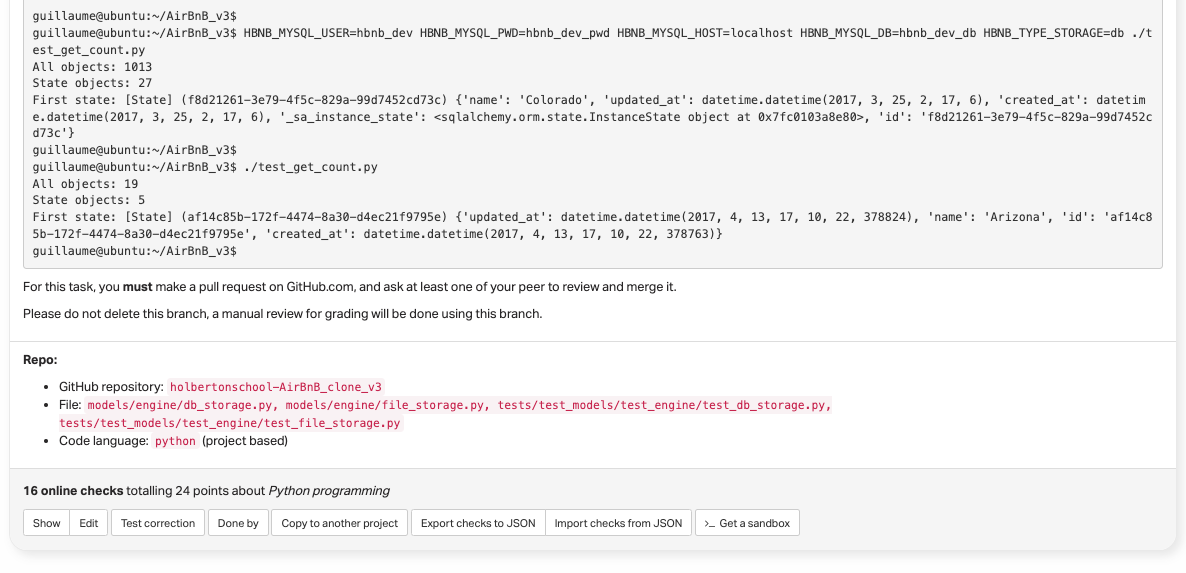 guillaume@ubuntu:~/AirBnB_v3$
guillaume@ubuntu:~/AirBnB_v3$ HBNB_MYSQL_USER=hbnb_dev HBNB_MYSQL_PWD=hbnb_dev_pwd HBNB_MYSQL_HOST=localhost HBNB_MYSQL_DB=hbnb_dev_db HBNB_TYPE_STORAGE=db ./t
est_get_count.py
All objects: 1013
State objects: 27
First state: [State] (f8d21261-3e79-4f5c-829a-99d7452cd73c) {'name': 'Colorado', 'updated_at': datetime.datetime(2017, 3, 25, 2, 17, 6), 'created_at': datetim
e.datetime(2017, 3, 25, 2, 17, 6), '_sa_instance_state': <sqlalchemy.orm.state.InstanceState object at 0x7fc0103a8e80>, 'id': 'f8d21261-3e79-4f5c-829a-99d7452c
d73c'}
guillaume@ubuntu:~/AirBnB_v3$
guillaume@ubuntu:~/AirBnB_v3$ ./test_get_count.py
All objects: 19
State objects: 5
First state: [State] (af14c85b-172f-4474-8a30-d4ec21f9795e) {'updated_at': datetime.datetime(2017, 4, 13, 17, 10, 22, 378824), 'name': 'Arizona', 'id': 'af14c8
5b-172f-4474-8a30-d4ec21f9795e', 'created_at': datetime.datetime(2017, 4, 13, 17, 10, 22, 378763)}
guillaume@ubuntu:~/AirBnB_v3$
For this task, you must make a pull request on GitHub.com, and ask at least one of your peer to review and merge it.
Please do not delete this branch, a manual review for grading will be done using this branch.
Repo:
• GitHub repository: holbertonschool-AirBnB_clone_v3
• File: models/engine/db_storage.py, models/engine/file_storage.py, tests/test_models/test_engine/test_db_storage.py,
tests/test_models/test_engine/test_file_storage.py
• Code language: python (project based)
16 online checks totalling 24 points about Python programming
Show Edit Test correction Done by Copy to another project Export checks to JSON Import checks from JSON >_ Get a sandbox